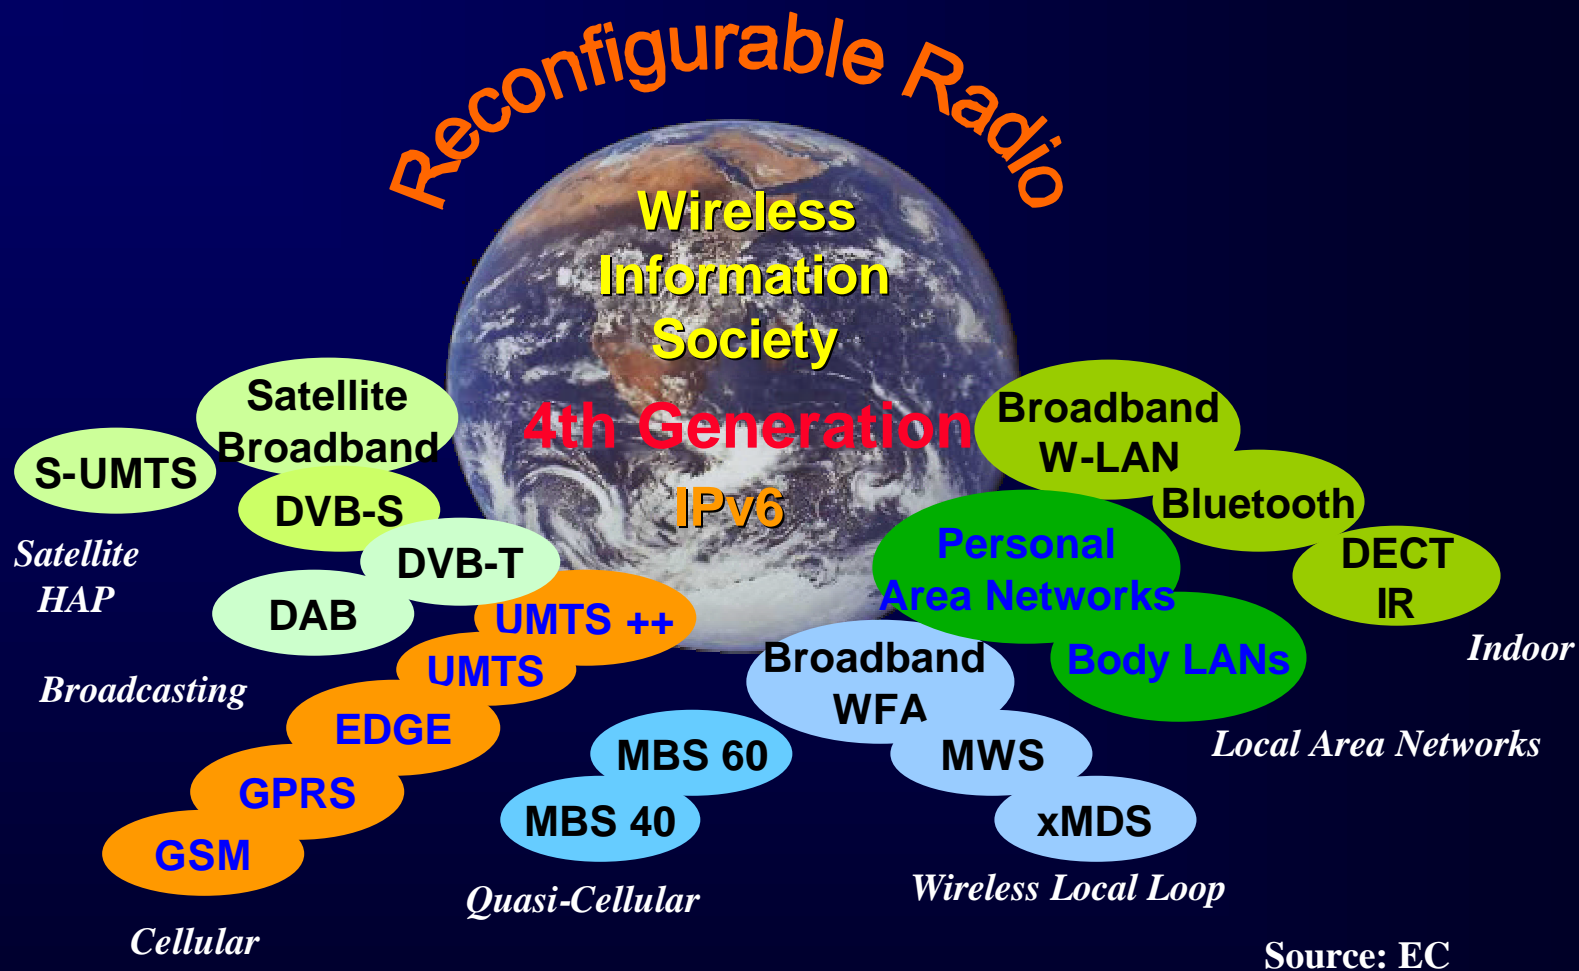 Reconfigurable Radio
Wireless
Information
Society
4th Generation
IPv6
Satellite
Broadband
S-UMTS
DVB-S
Satellite
HAP
DVB-T
DAB
Broadcasting
UMTS ++
UMTS
EDGE
GPRS
GSM
Cellular
MBS 60
MBS 40
Quasi-Cellular
Broadband
WFA
MWS
xMDS
Wireless Local Loop
Personal
Area Networks
Body LANs
Local Area Networks
Broadband
W-LAN
Bluetooth
DECT
IR
Indoor
Source: EC